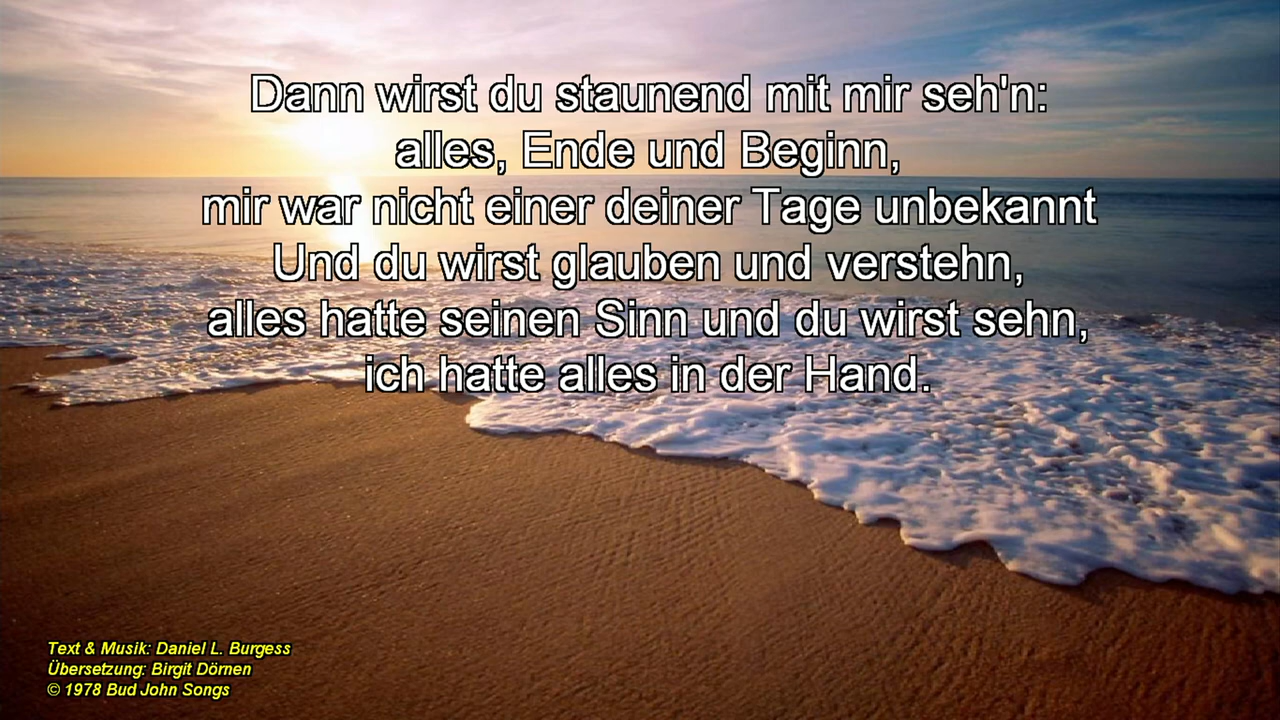 Dann wirst du staunend mit mir seh'n:
alles, Ende und Beginn,
mir war nicht einer deiner Tage unbekannt
Und du wirst glauben und verstehn,
alles hatte seinen Sinn und du wirst sehn,
ich hatte alles in der Hand.
Text & Musik: Daniel L. Burgess
Übersetzung: Birgit Dörnen
© 1978 Bud John Songs